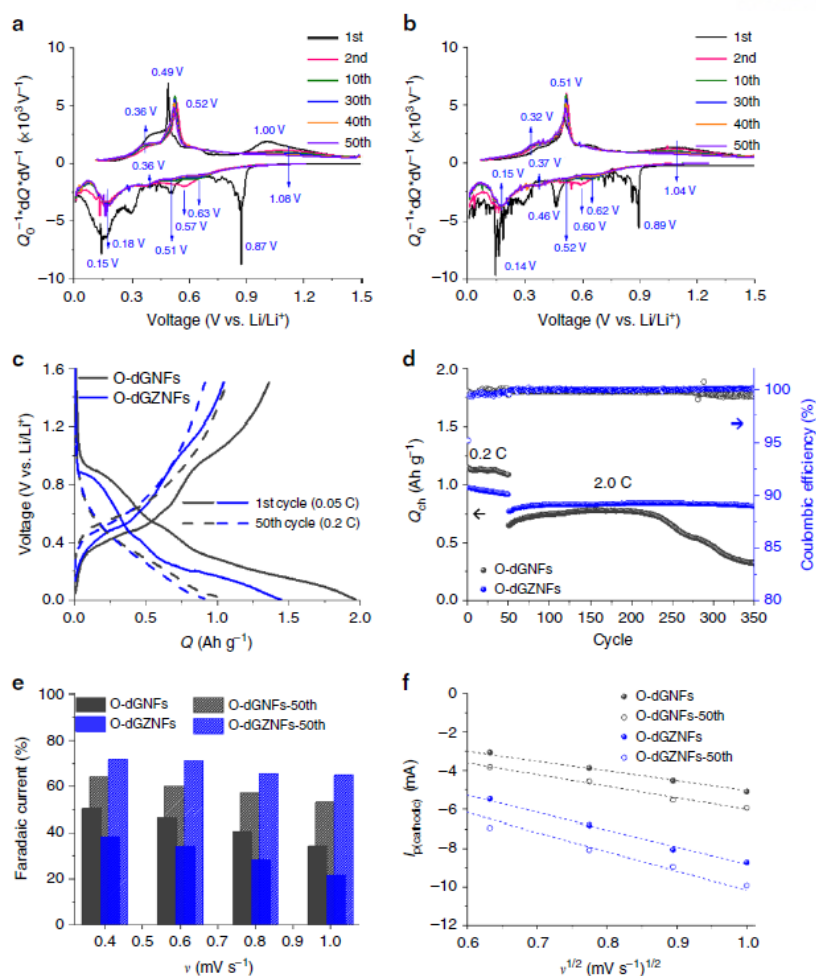 a
Q₀⁻¹*dQ*dV⁻¹ (×10³ V⁻¹)
10
5
0
−5
−10
0.0
0.3
0.6
0.9
1.2
1.5
Voltage (V vs. Li/Li⁺)
1st
2nd
10th
30th
40th
50th
0.49 V
0.36 V
0.52 V
1.00 V
0.36 V
1.08 V
0.63 V
0.57 V
0.18 V
0.51 V
0.87 V
0.15 V
b
Q₀⁻¹*dQ*dV⁻¹ (×10³ V⁻¹)
10
5
0
−5
−10
0.0
0.3
0.6
0.9
1.2
1.5
Voltage (V vs. Li/Li⁺)
1st
2nd
10th
30th
40th
50th
0.51 V
0.32 V
0.37 V
0.15 V
1.04 V
0.46 V
0.62 V
0.60 V
0.89 V
0.52 V
0.14 V
c
Voltage (V vs. Li/Li⁺)
1.6
1.2
0.8
0.4
0.0
0.0
0.5
1.0
1.5
2.0
Q (Ah g⁻¹)
O-dGNFs
O-dGZNFs
1st cycle (0.05 C)
50th cycle (0.2 C)
d
Q_ch (Ah g⁻¹)
2.0
1.5
1.0
0.5
0.0
0
50
100
150
200
250
300
350
Cycle
Coulombic efficiency (%)
100
95
90
85
80
0.2 C
2.0 C
O-dGNFs
O-dGZNFs
e
Faradaic current (%)
100
80
60
40
20
0
0.4
0.5
0.6
0.7
0.8
0.9
1.0
v (mV s⁻¹)
O-dGNFs
O-dGNFs-50th
O-dGZNFs
O-dGZNFs-50th
f
I_p(cathodic) (mA)
0
−2
−4
−6
−8
−10
−12
0.6
0.7
0.8
0.9
1.0
v¹/² (mV s⁻¹)¹/²
O-dGNFs
O-dGNFs-50th
O-dGZNFs
O-dGZNFs-50th